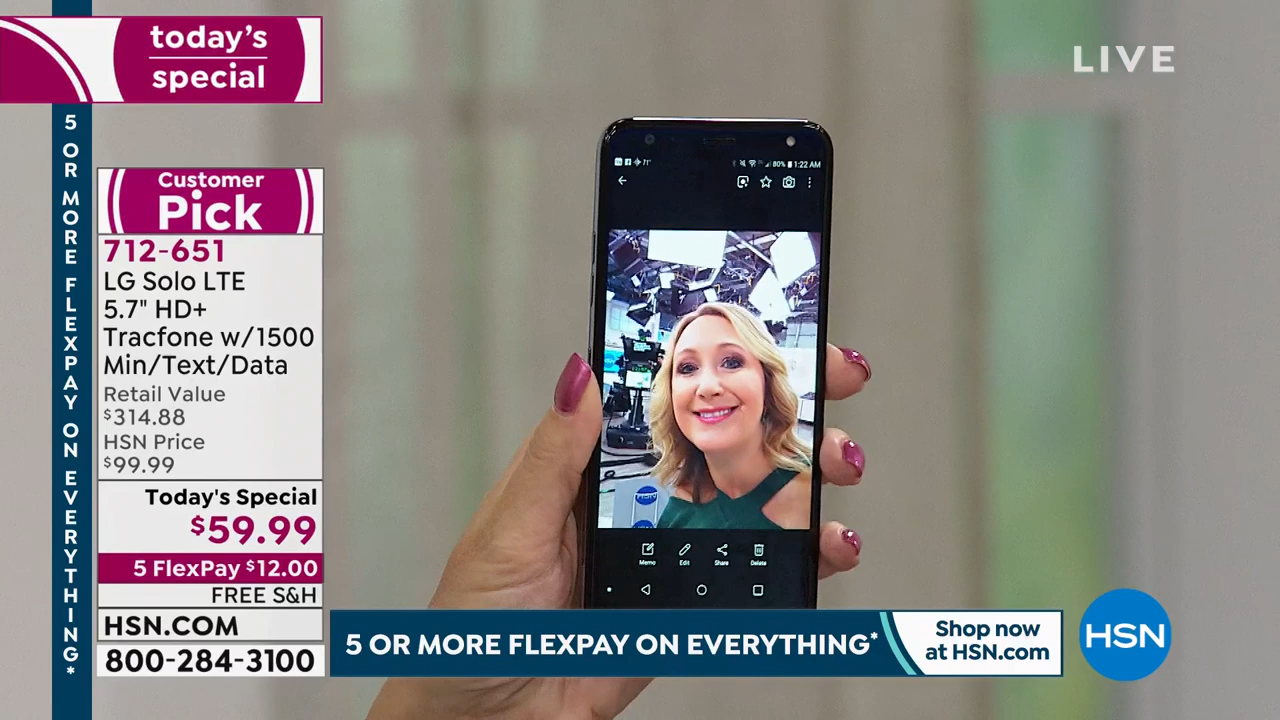 today's
special
LIVE
5 OR MORE FLEXPAY ON EVERYTHING*
Customer
Pick
712-651
LG Solo LTE
5.7" HD+
Tracfone w/1500
Min/Text/Data
Retail Value
$314.88
HSN Price
$99.99
Today's Special
$59.99
5 FlexPay $12.00
FREE S&H
HSN.COM
800-284-3100
80% 1:22 AM
HSN
Memo Edit Share Delete
5 OR MORE FLEXPAY ON EVERYTHING*
Shop now
at HSN.com
HSN